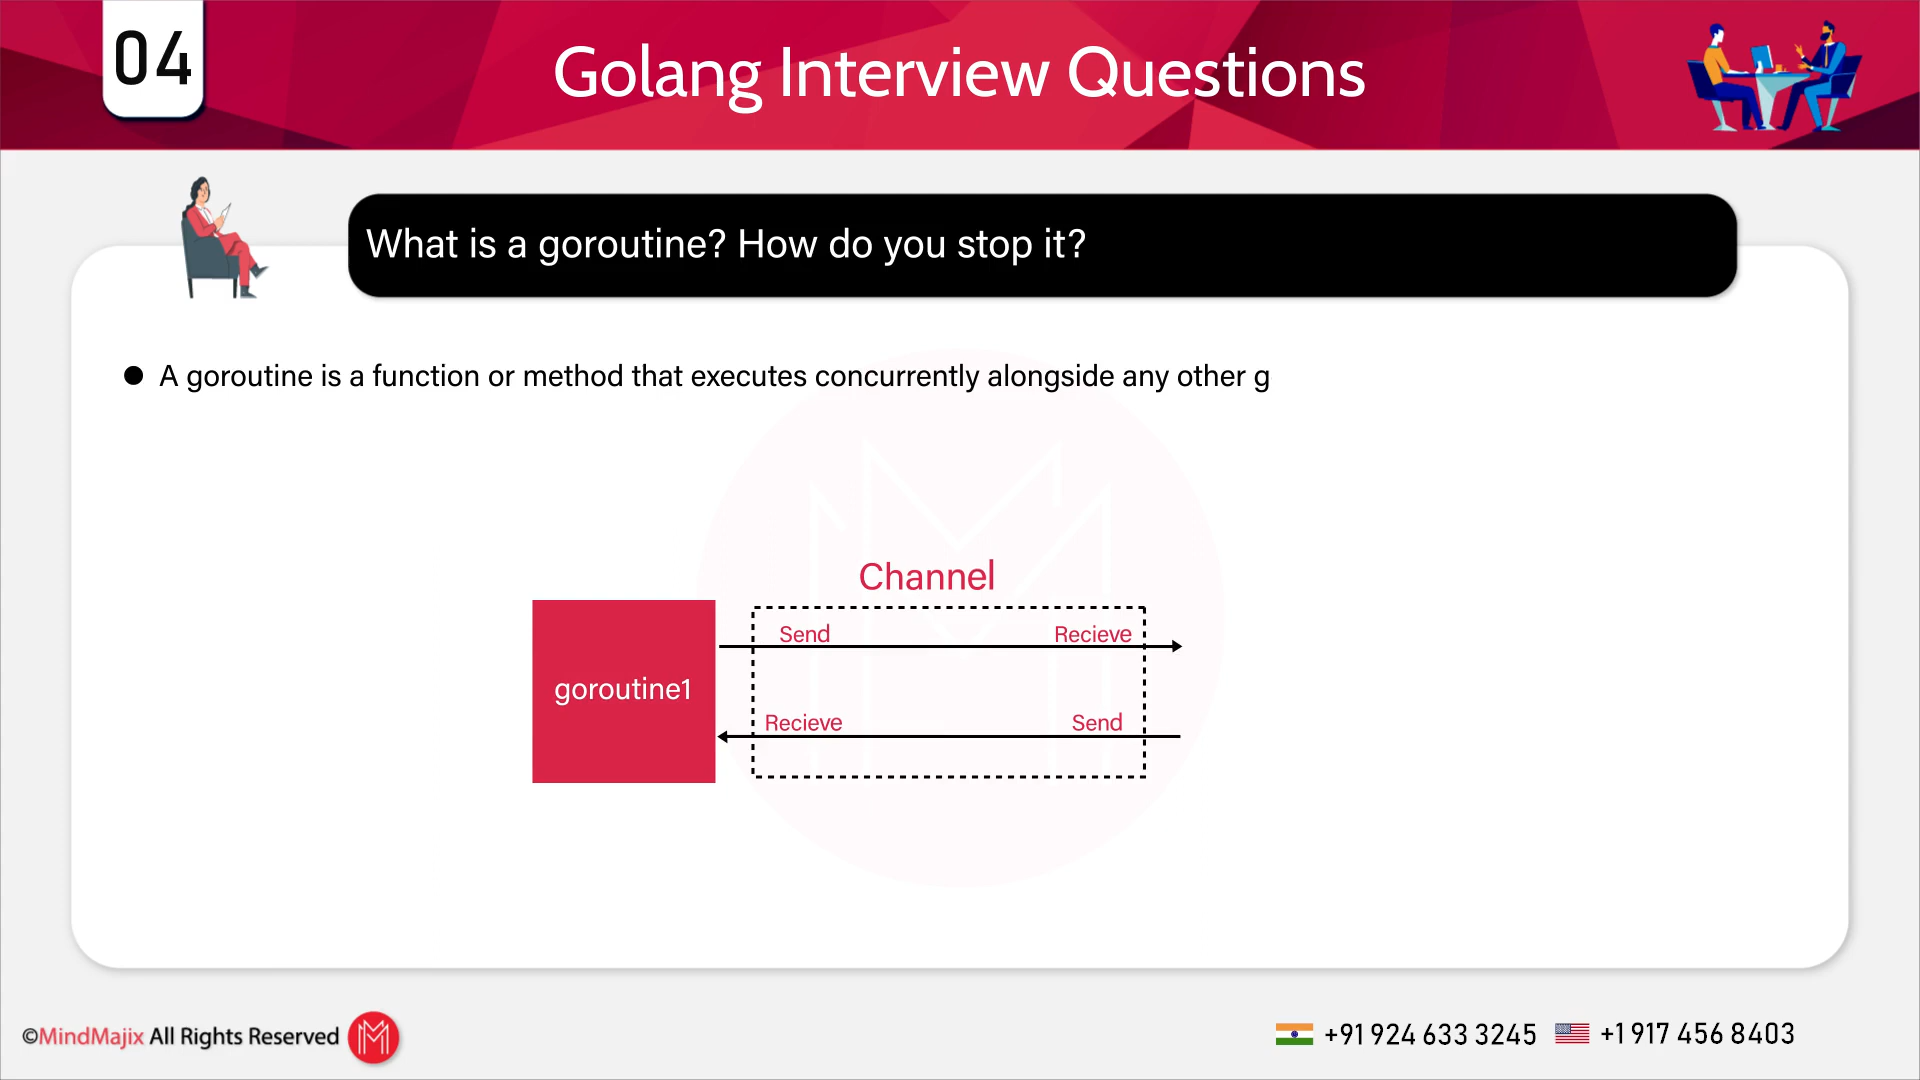 04
Golang Interview Questions
What is a goroutine? How do you stop it?
● A goroutine is a function or method that executes concurrently alongside any other g
Channel
Send Recieve
goroutine1
Recieve Send
©MindMajix All Rights Reserved
+91 924 633 3245 +1 917 456 8403